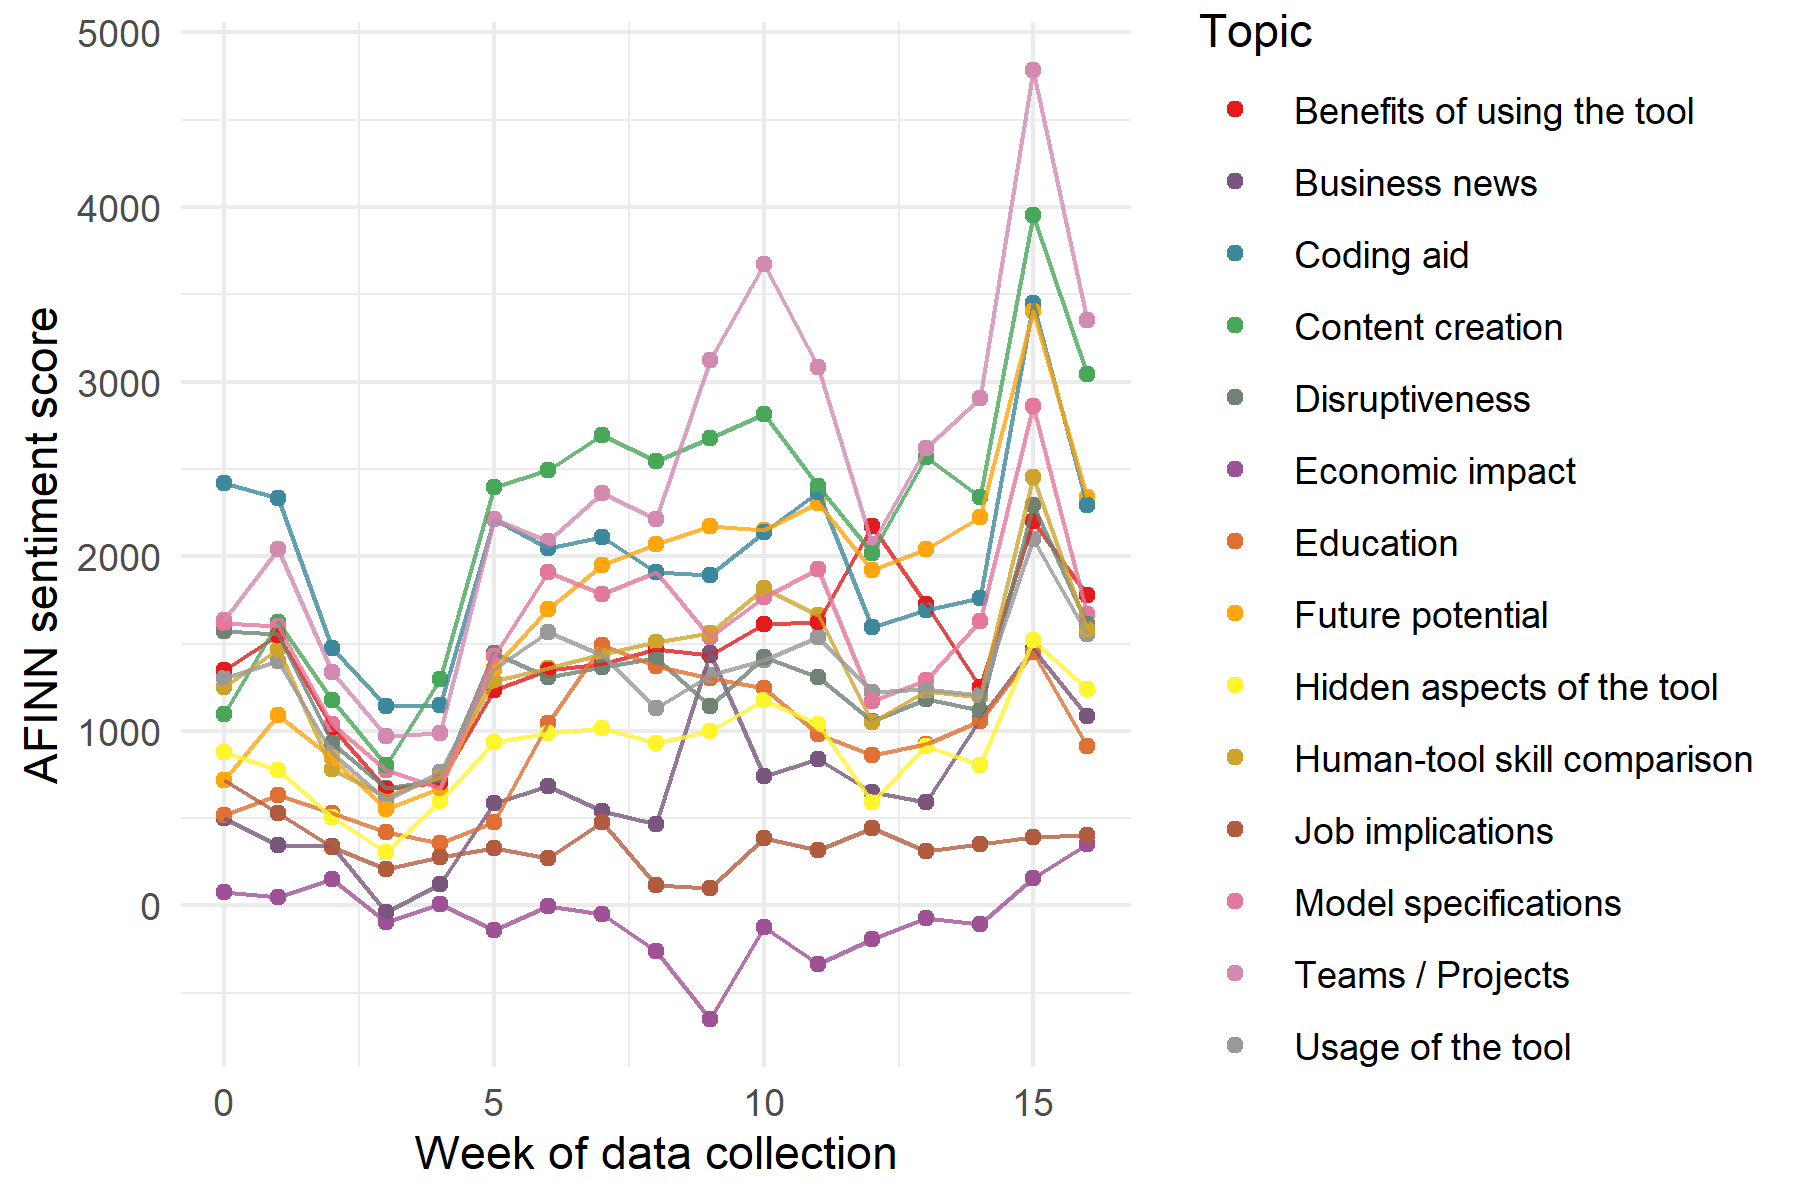 5000
4000
3000
2000
1000
0
AFINN sentiment score
0 5 10 15
Week of data collection
Topic
Benefits of using the tool
Business news
Coding aid
Content creation
Disruptiveness
Economic impact
Education
Future potential
Hidden aspects of the tool
Human-tool skill comparison
Job implications
Model specifications
Teams / Projects
Usage of the tool